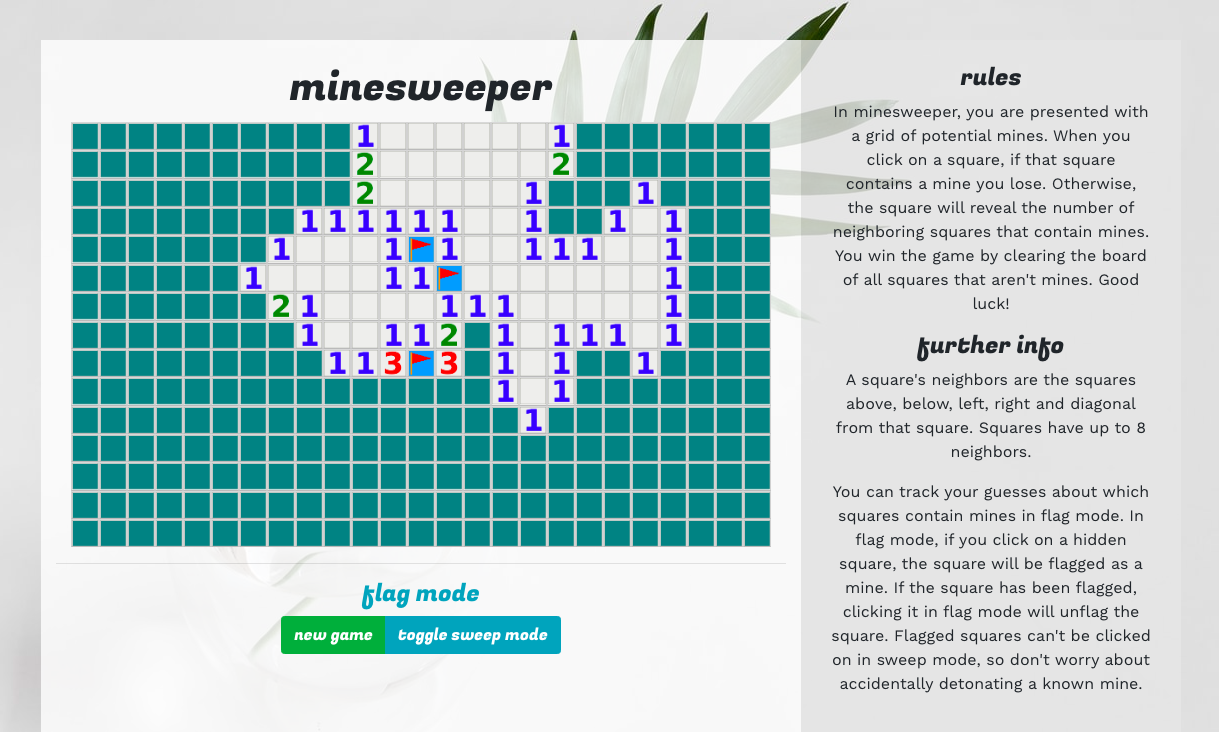 minesweeper
1 1
2 2
2 1 1
1 1 1 1 1 1 1 1 1
1 1 1 1 1 1 1
1 1 1 1
2 1 1 1 1 1
1 1 1 2 1 1 1 1 1
1 1 3 3 1 1 1
1 1
1
flag mode
new game toggle sweep mode
rules
In minesweeper, you are presented with
a grid of potential mines. When you
click on a square, if that square
contains a mine you lose. Otherwise,
the square will reveal the number of
neighboring squares that contain mines.
You win the game by clearing the board
of all squares that aren't mines. Good
luck!
further info
A square's neighbors are the squares
above, below, left, right and diagonal
from that square. Squares have up to 8
neighbors.
You can track your guesses about which
squares contain mines in flag mode. In
flag mode, if you click on a hidden
square, the square will be flagged as a
mine. If the square has been flagged,
clicking it in flag mode will unflag the
square. Flagged squares can't be clicked
on in sweep mode, so don't worry about
accidentally detonating a known mine.